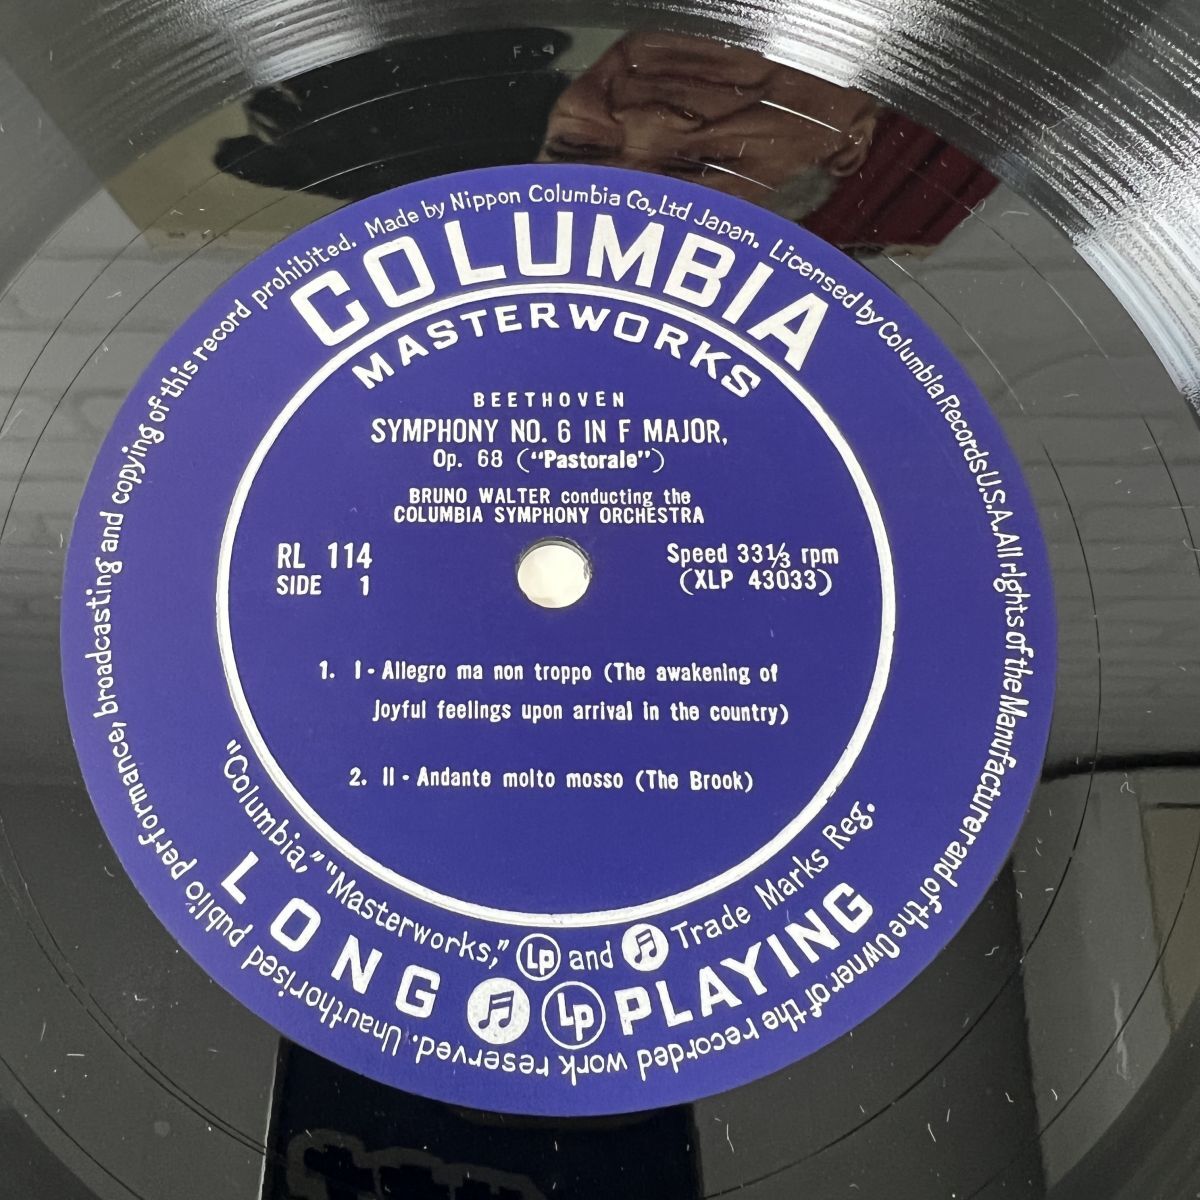 F-4
Made by Nippon Columbia Co., Ltd Japan. Licensed by Columbia Records U.S.A. All rights of the Manufacturer and of the Owner of the recorded work reserved. Unauthorised public performance, broadcasting and copying of this record prohibited.
COLUMBIA
MASTERWORKS
BEETHOVEN
SYMPHONY NO. 6 IN F MAJOR,
Op. 68 ("Pastorale")
BRUNO WALTER conducting the
COLUMBIA SYMPHONY ORCHESTRA
RL 114
SIDE 1
Speed 33⅓ rpm
(XLP 43033)
1. I - Allegro ma non troppo (The awakening of
joyful feelings upon arrival in the country)
2. II - Andante molto mosso (The Brook)
"Columbia," "Masterworks," Lp and Trade Marks Reg.
LONG Lp PLAYING